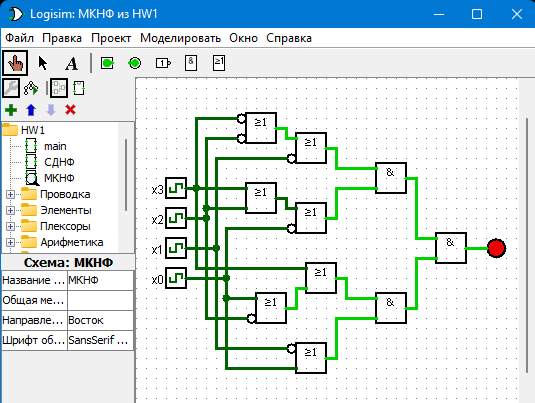 Logisim: МКНФ из HW1
Файл Правка Проект Моделировать Окно Справка
A 1 & ≥1
HW1
main
СДНФ
МКНФ
Проводка
Элементы
Плексоры
Арифметика
Схема: МКНФ
Название ... МКНФ
Общая ме...
Направле... Восток
Шрифт об... SansSerif ...
≥1
≥1
&
x3
≥1
x2
≥1
x1
&
x0
≥1
≥1
&
≥1